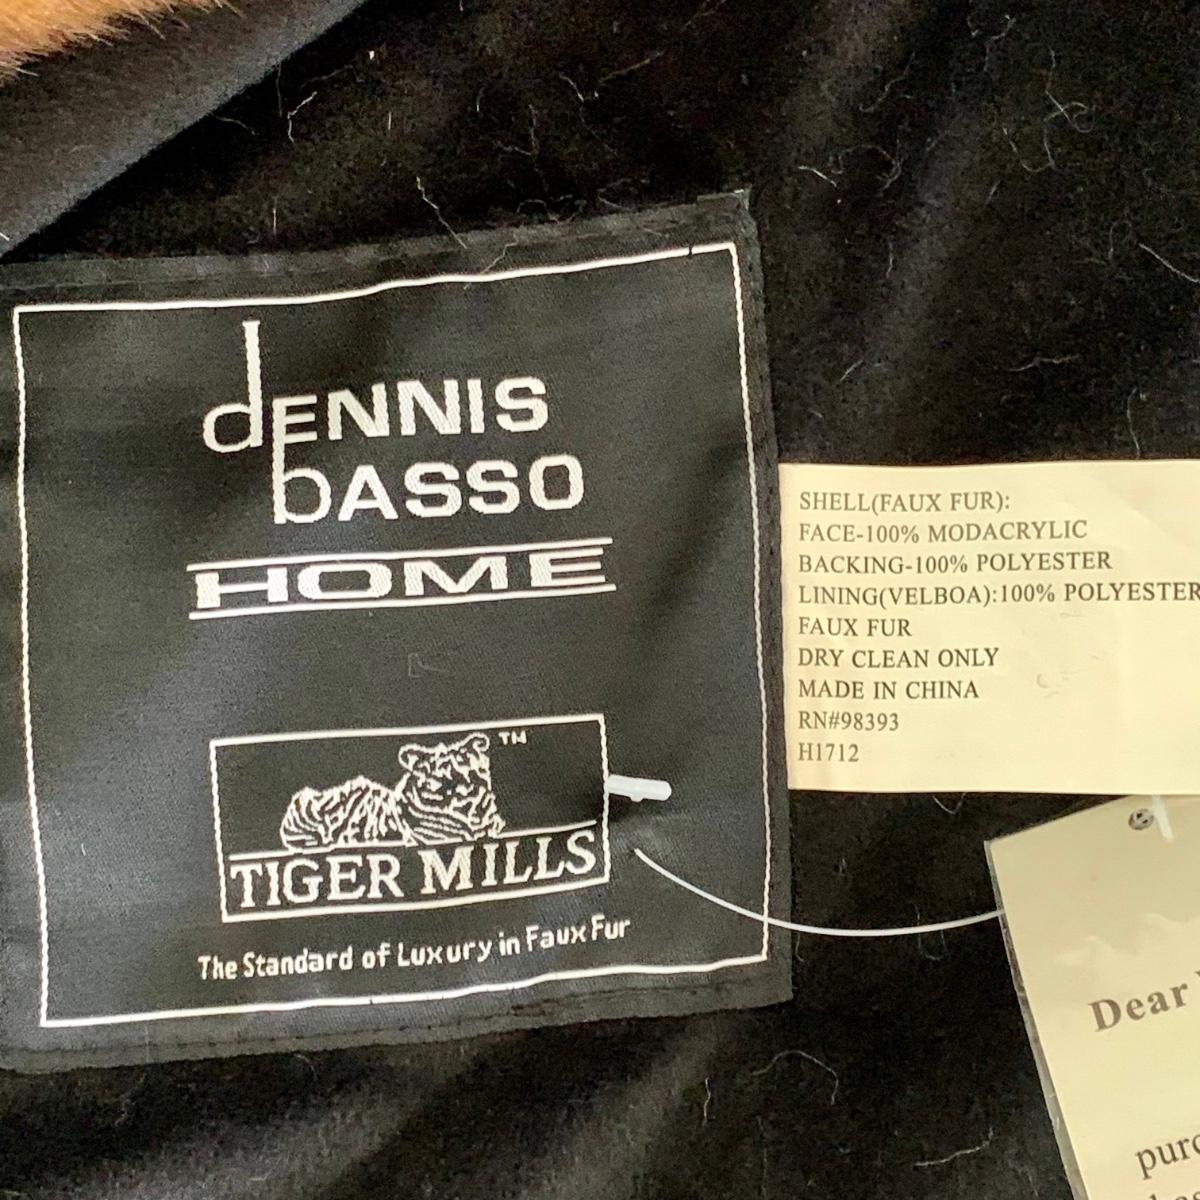 dENNIS
bASSO
HOME
TM
TIGER MILLS
The Standard of Luxury in Faux Fur
SHELL(FAUX FUR):
FACE-100% MODACRYLIC
BACKING-100% POLYESTER
LINING(VELBOA):100% POLYESTER
FAUX FUR
DRY CLEAN ONLY
MADE IN CHINA
RN#98393
H1712
Dear